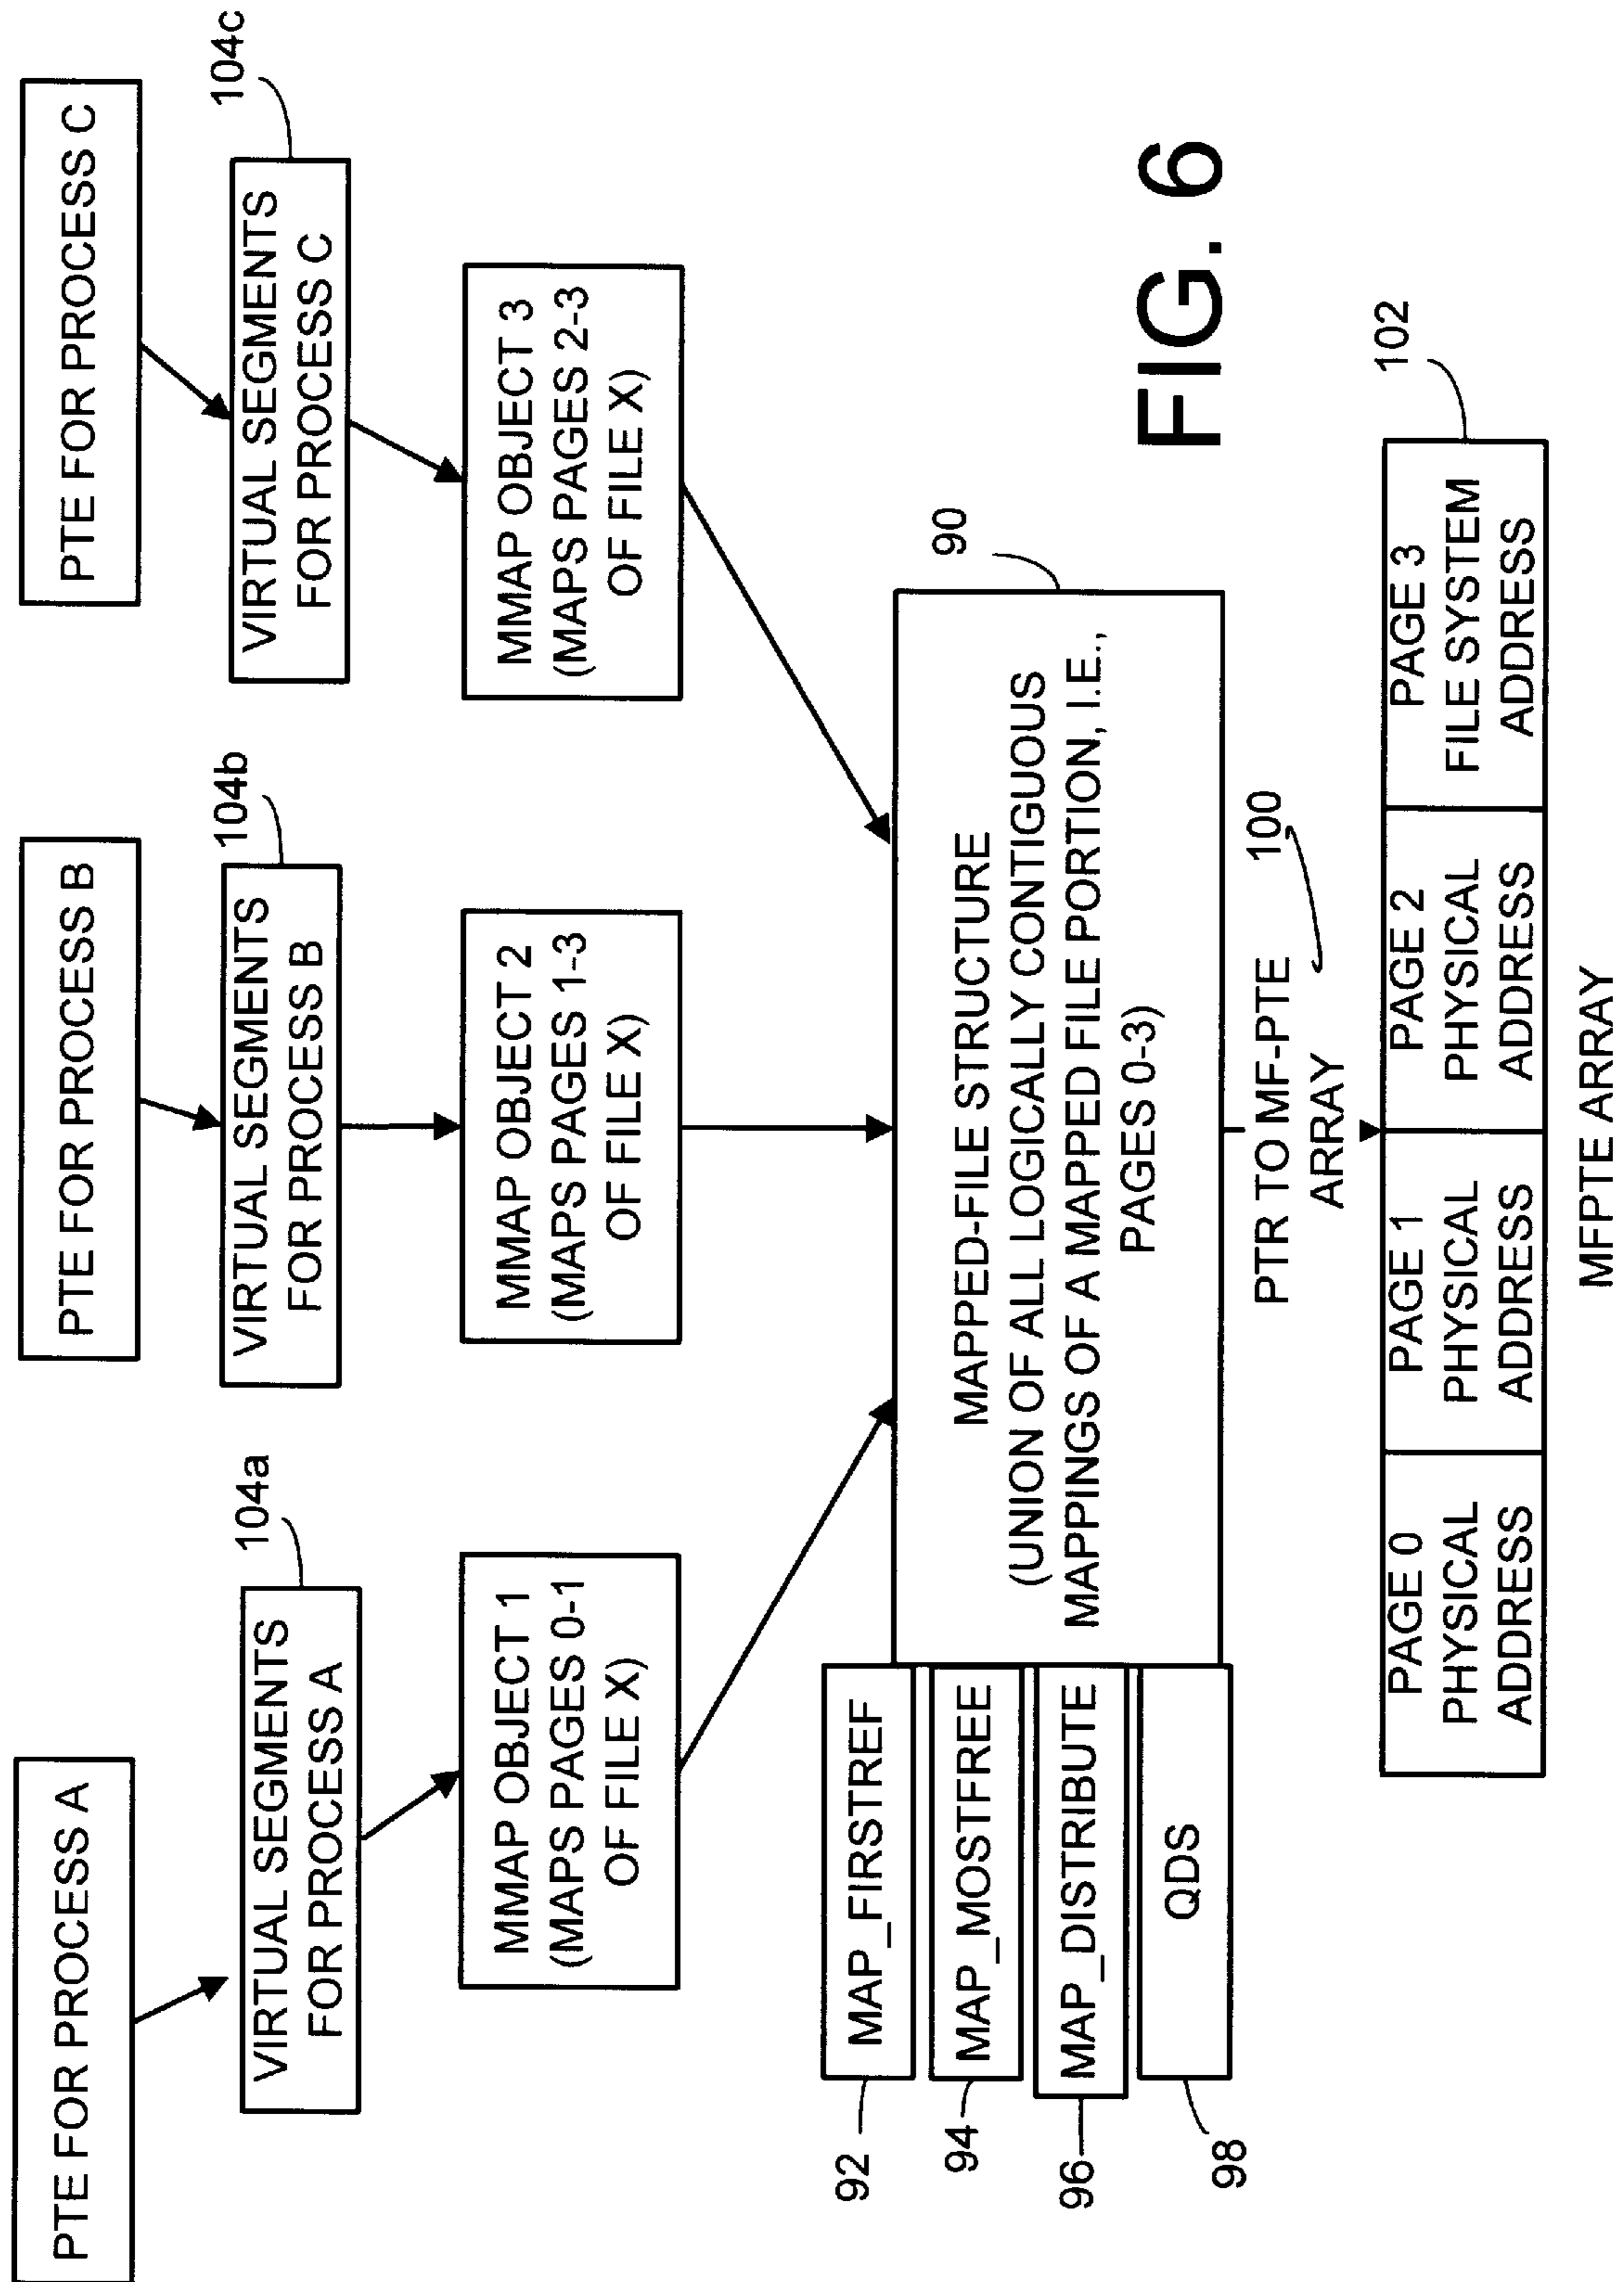 PTE FOR PROCESS A
PTE FOR PROCESS B
PTE FOR PROCESS C
104a
104b
104c
VIRTUAL SEGMENTS
FOR PROCESS A
VIRTUAL SEGMENTS
FOR PROCESS B
VIRTUAL SEGMENTS
FOR PROCESS C
MMAP OBJECT 1
(MAPS PAGES 0-1
OF FILE X)
MMAP OBJECT 2
(MAPS PAGES 1-3
OF FILE X)
MMAP OBJECT 3
(MAPS PAGES 2-3
OF FILE X)
92
MAP_FIRSTREF
94
MAP_MOSTFREE
96
MAP_DISTRIBUTE
98
QDS
90
MAPPED-FILE STRUCTURE
(UNION OF ALL LOGICALLY CONTIGUOUS
MAPPINGS OF A MAPPED FILE PORTION, I.E.,
PAGES 0-3)
PTR TO MF-PTE
ARRAY
100
FIG. 6
102
PAGE 0
PHYSICAL
ADDRESS
PAGE 1
PHYSICAL
ADDRESS
PAGE 2
PHYSICAL
ADDRESS
PAGE 3
FILE SYSTEM
ADDRESS
MFPTE ARRAY